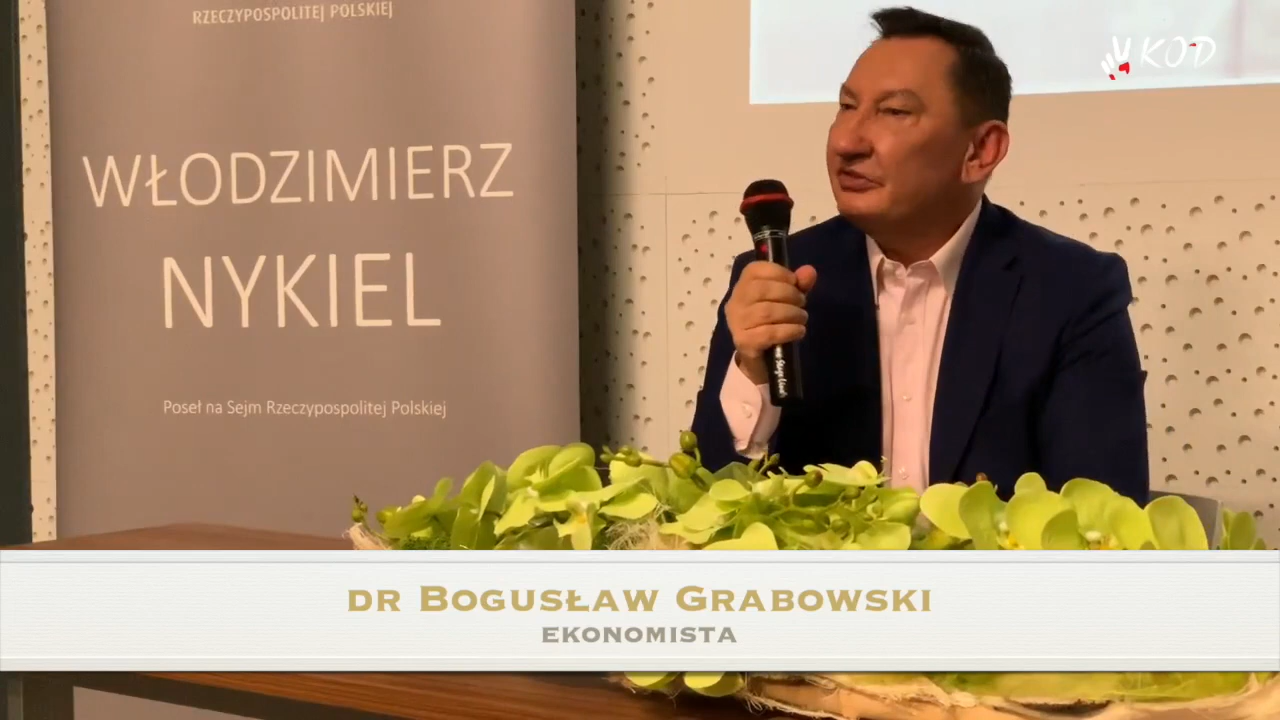 RZECZYPOSPOLITEJ POLSKIEJ
WŁODZIMIERZ
NYKIEL
Poseł na Sejm Rzeczypospolitej Polskiej
KOD
DR BOGUSŁAW GRABOWSKI
EKONOMISTA